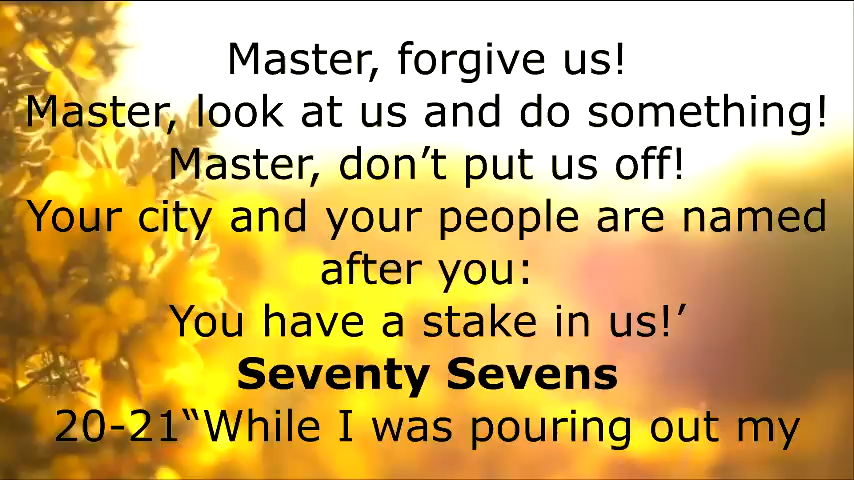 Master, forgive us!
Master, look at us and do something!
Master, don’t put us off!
Your city and your people are named
after you:
You have a stake in us!’
Seventy Sevens
20-21“While I was pouring out my